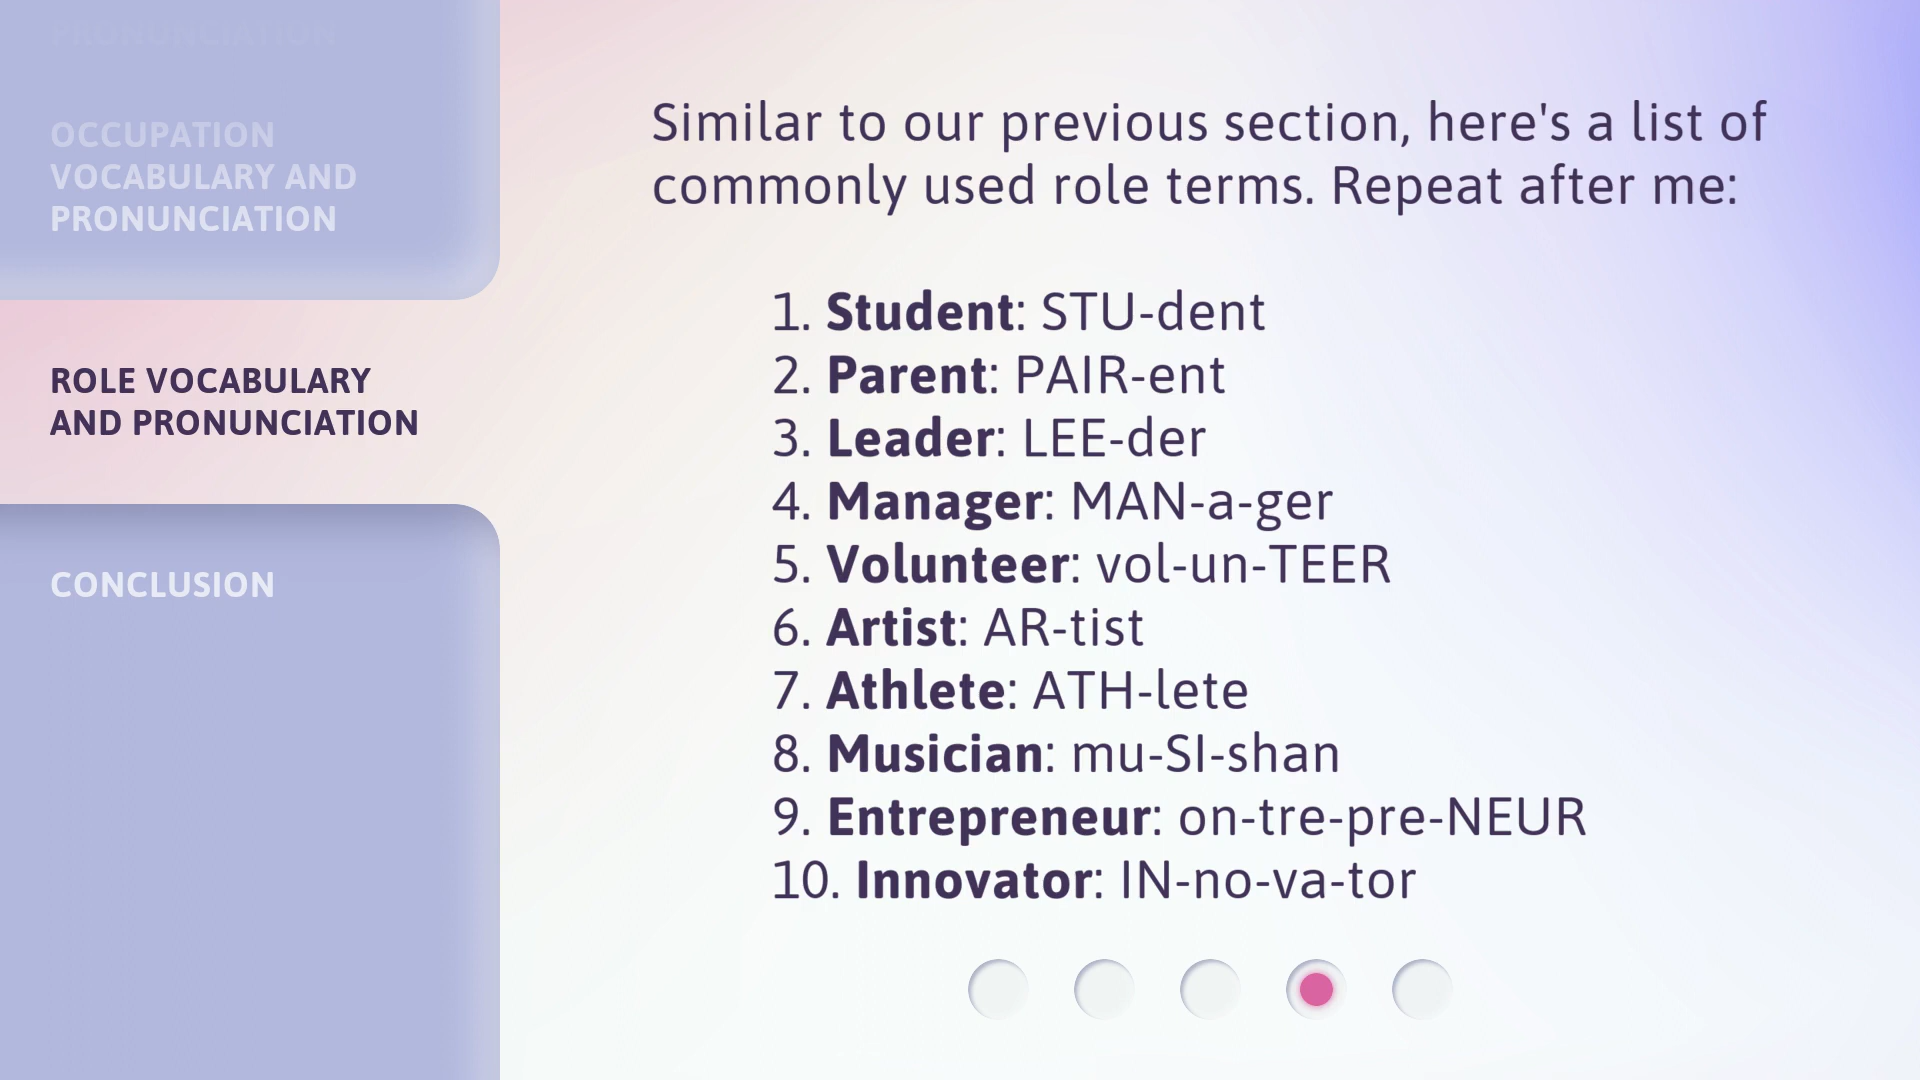 PRONUNCIATION
OCCUPATION
VOCABULARY AND
PRONUNCIATION
ROLE VOCABULARY
AND PRONUNCIATION
CONCLUSION
Similar to our previous section, here's a list of
commonly used role terms. Repeat after me:
1. Student: STU-dent
2. Parent: PAIR-ent
3. Leader: LEE-der
4. Manager: MAN-a-ger
5. Volunteer: vol-un-TEER
6. Artist: AR-tist
7. Athlete: ATH-lete
8. Musician: mu-SI-shan
9. Entrepreneur: on-tre-pre-NEUR
10. Innovator: IN-no-va-tor